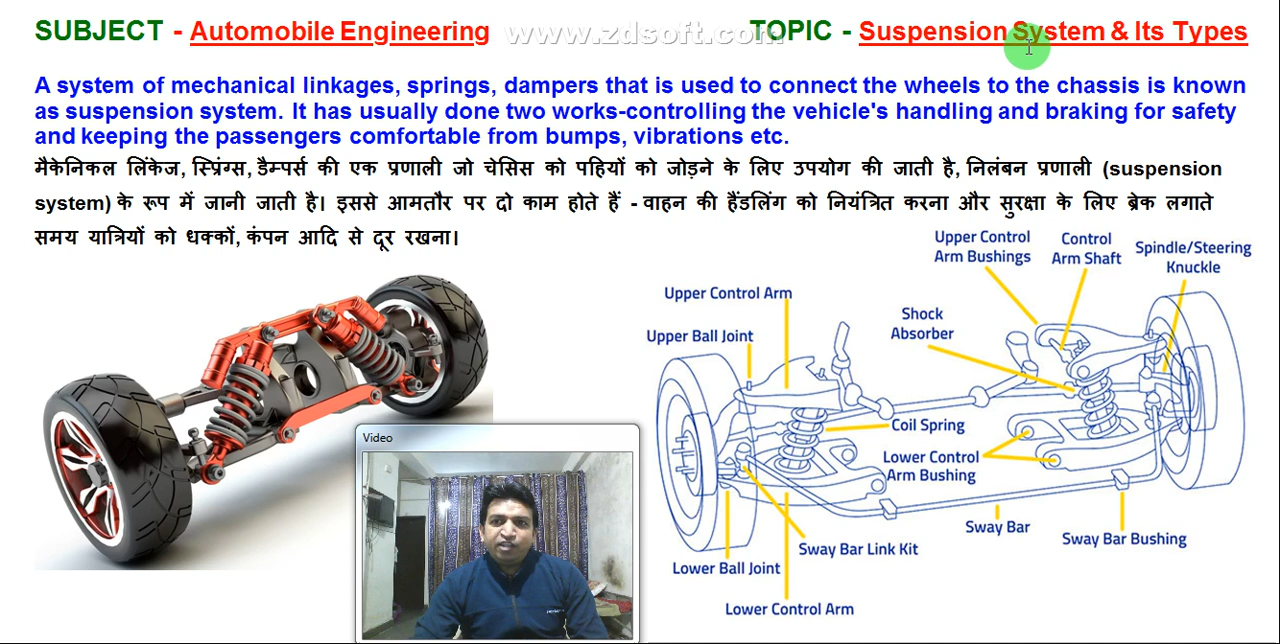 SUBJECT - Automobile Engineering
www.zdsoft.com
TOPIC - Suspension System & Its Types
A system of mechanical linkages, springs, dampers that is used to connect the wheels to the chassis is known
as suspension system. It has usually done two works-controlling the vehicle's handling and braking for safety
and keeping the passengers comfortable from bumps, vibrations etc.
मैकेनिकल लिंकेज, स्प्रिंग्स, डैम्पर्स की एक प्रणाली जो चेसिस को पहियों को जोड़ने के लिए उपयोग की जाती है, निलंबन प्रणाली (suspension
system) के रूप में जानी जाती है। इससे आमतौर पर दो काम होते हैं - वाहन की हैंडलिंग को नियंत्रित करना और सुरक्षा के लिए ब्रेक लगाते
समय यात्रियों को धक्कों, कंपन आदि से दूर रखना।
Upper Control
Arm Bushings
Control
Arm Shaft
Spindle/Steering
Knuckle
Upper Control Arm
Shock
Absorber
Upper Ball Joint
Coil Spring
Lower Control
Arm Bushing
Video
Sway Bar
Sway Bar Bushing
Sway Bar Link Kit
Lower Ball Joint
Lower Control Arm